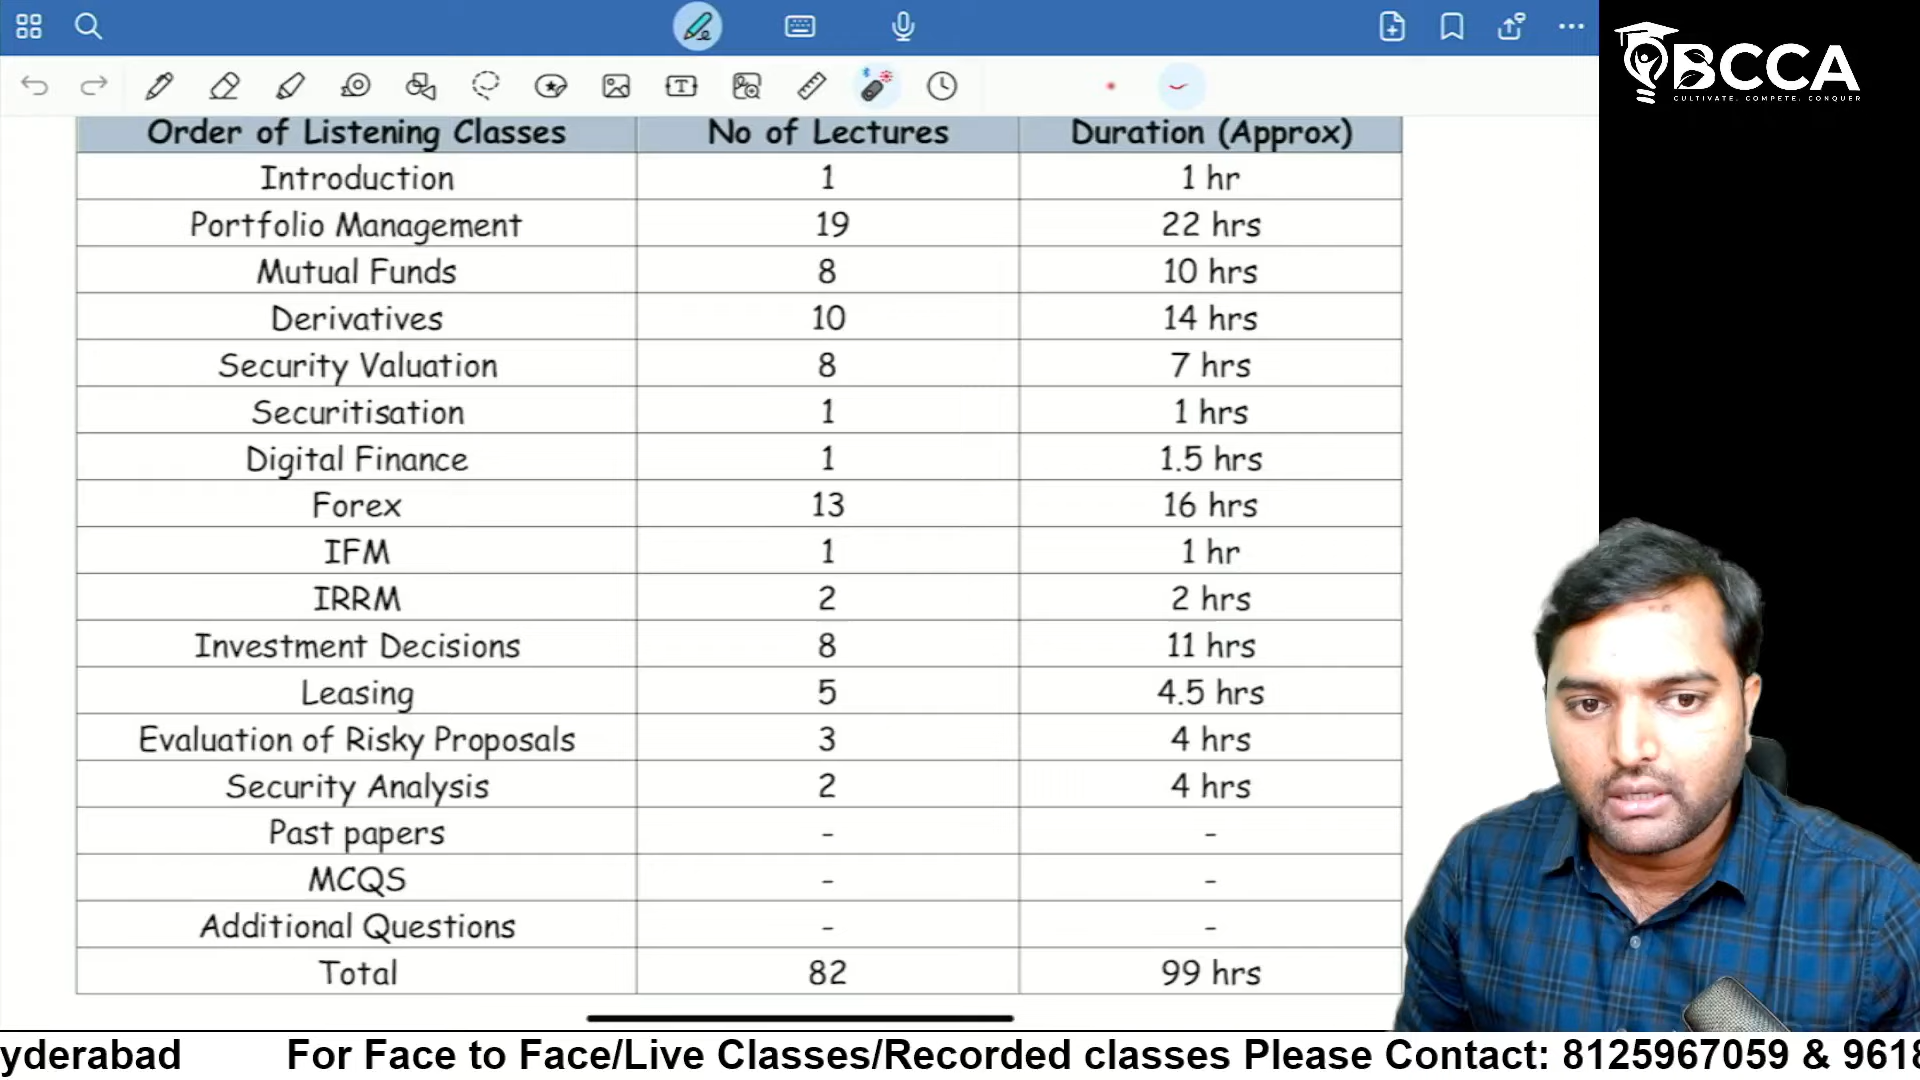 BCCA
CULTIVATE. COMPETE. CONQUER
Order of Listening Classes No of Lectures Duration (Approx)
Introduction 1 1 hr
Portfolio Management 19 22 hrs
Mutual Funds 8 10 hrs
Derivatives 10 14 hrs
Security Valuation 8 7 hrs
Securitisation 1 1 hrs
Digital Finance 1 1.5 hrs
Forex 13 16 hrs
IFM 1 1 hr
IRRM 2 2 hrs
Investment Decisions 8 11 hrs
Leasing 5 4.5 hrs
Evaluation of Risky Proposals 3 4 hrs
Security Analysis 2 4 hrs
Past papers - -
MCQS - -
Additional Questions - -
Total 82 99 hrs
yderabad For Face to Face/Live Classes/Recorded classes Please Contact: 8125967059 & 9618